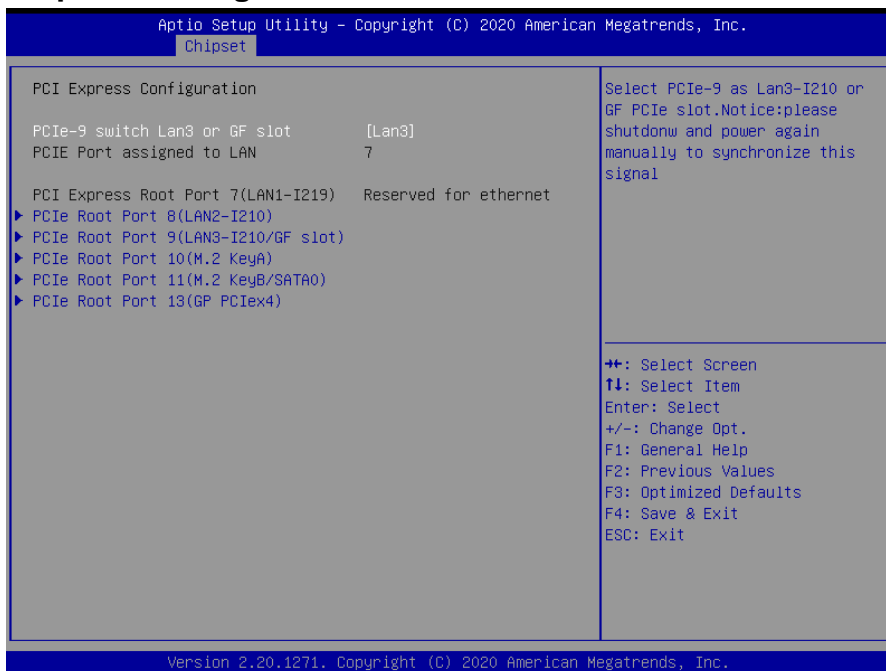 Aptio Setup Utility – Copyright (C) 2020 American Megatrends, Inc.
Chipset
PCI Express Configuration
PCIe-9 switch Lan3 or GF slot [Lan3]
PCIE Port assigned to LAN 7
PCI Express Root Port 7(LAN1-I219) Reserved for ethernet
PCIe Root Port 8(LAN2-I210)
PCIe Root Port 9(LAN3-I210/GF slot)
PCIe Root Port 10(M.2 KeyA)
PCIe Root Port 11(M.2 KeyB/SATA0)
PCIe Root Port 13(GP PCIex4)
Select PCIe-9 as Lan3-I210 or
GF PCIe slot.Notice:please
shutdonw and power again
manually to synchronize this
signal
→←: Select Screen
↑↓: Select Item
Enter: Select
+/-: Change Opt.
F1: General Help
F2: Previous Values
F3: Optimized Defaults
F4: Save & Exit
ESC: Exit
Version 2.20.1271. Copyright (C) 2020 American Megatrends, Inc.